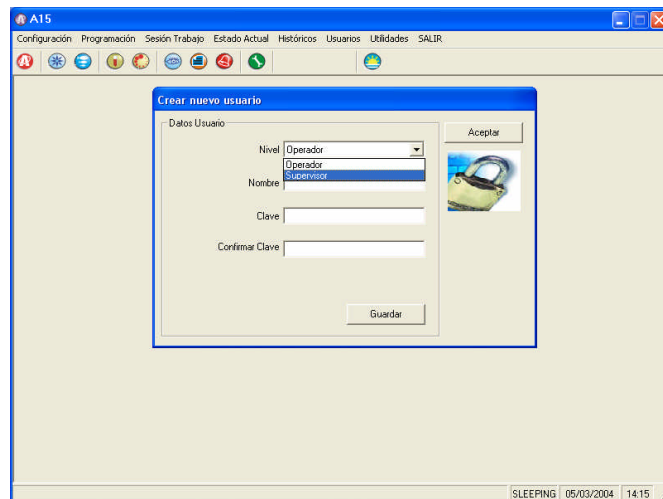 A15
Configuración Programación Sesión Trabajo Estado Actual Históricos Usuarios Utilidades SALIR
Crear nuevo usuario
Datos Usuario
Aceptar
Nivel Operador
Operador
Supervisor
Nombre
Clave
Confirmar Clave
Guardar
SLEEPING 05/03/2004 14:15